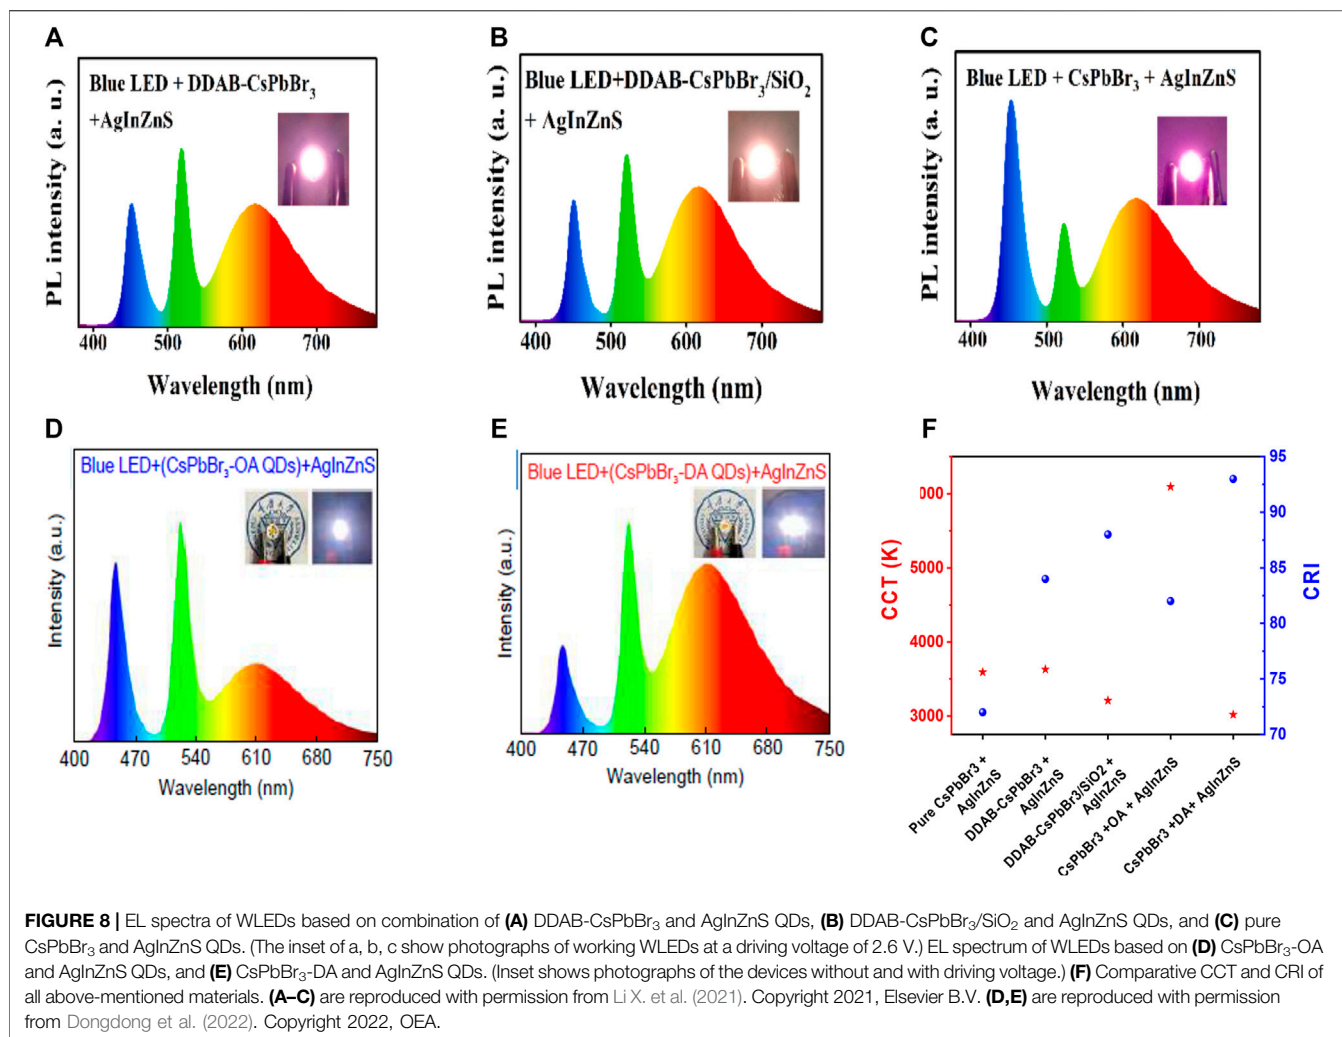 A
Blue LED + DDAB-CsPbBr3
+AgInZnS
PL intensity (a. u.)
400 500 600 700
Wavelength (nm)
B
Blue LED+DDAB-CsPbBr3/SiO2
+ AgInZnS
PL intensity (a. u.)
400 500 600 700
Wavelength (nm)
C
Blue LED + CsPbBr3 + AgInZnS
PL intensity (a. u.)
400 500 600 700
Wavelength (nm)
D
Blue LED+(CsPbBr3-OA QDs)+AgInZnS
Intensity (a.u.)
400 470 540 610 680 750
Wavelength (nm)
E
Blue LED+(CsPbBr3-DA QDs)+AgInZnS
Intensity (a.u.)
400 470 540 610 680 750
Wavelength (nm)
F
CCT (K)
000
5000
4000
3000
95
90
85
80
75
70
CRI
Pure CsPbBr3 +
AgInZnS
DDAB-CsPbBr3 +
AgInZnS
DDAB-CsPbBr3/SiO2 +
AgInZnS
CsPbBr3 +OA + AgInZnS
CsPbBr3 +DA+ AgInZnS
FIGURE 8 | EL spectra of WLEDs based on combination of (A) DDAB-CsPbBr3 and AgInZnS QDs, (B) DDAB-CsPbBr3/SiO2 and AgInZnS QDs, and (C) pure
CsPbBr3 and AgInZnS QDs. (The inset of a, b, c show photographs of working WLEDs at a driving voltage of 2.6 V.) EL spectrum of WLEDs based on (D) CsPbBr3-OA
and AgInZnS QDs, and (E) CsPbBr3-DA and AgInZnS QDs. (Inset shows photographs of the devices without and with driving voltage.) (F) Comparative CCT and CRI of
all above-mentioned materials. (A–C) are reproduced with permission from Li X. et al. (2021). Copyright 2021, Elsevier B.V. (D,E) are reproduced with permission
from Dongdong et al. (2022). Copyright 2022, OEA.